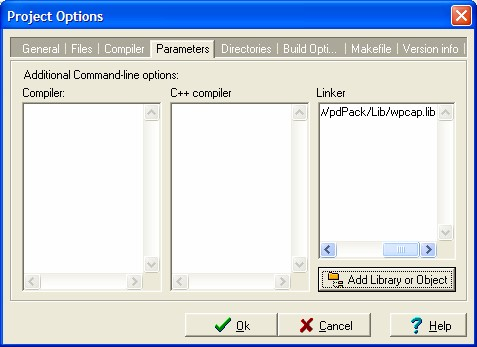 Project Options
General Files Compiler Parameters Directories Build Opti... Makefile Version info
Additional Command-line options:
Compiler:
C++ compiler
Linker
WpdPack/Lib/wpcap.lib
Add Library or Object
Ok
Cancel
Help